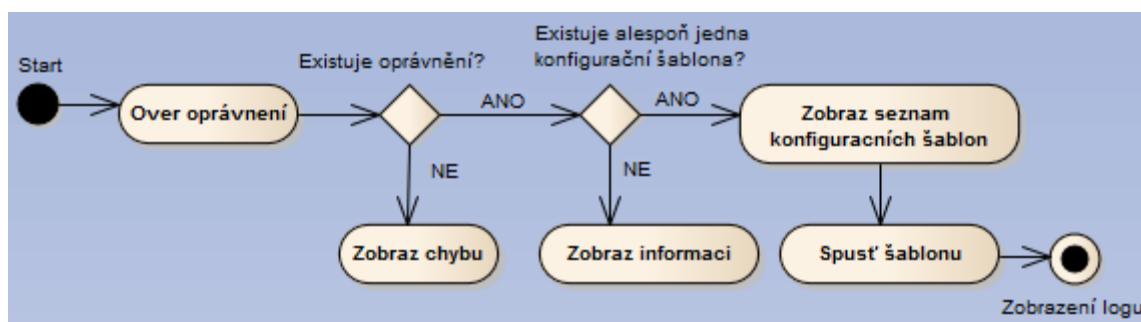 Start
Over oprávnění
Existuje oprávnění?
ANO
NE
Zobraz chybu
Existuje alespoň jedna
konfigurační šablona?
ANO
NE
Zobraz informaci
Zobraz seznam
konfiguracních šablon
Spusť šablonu
Zobrazení logu